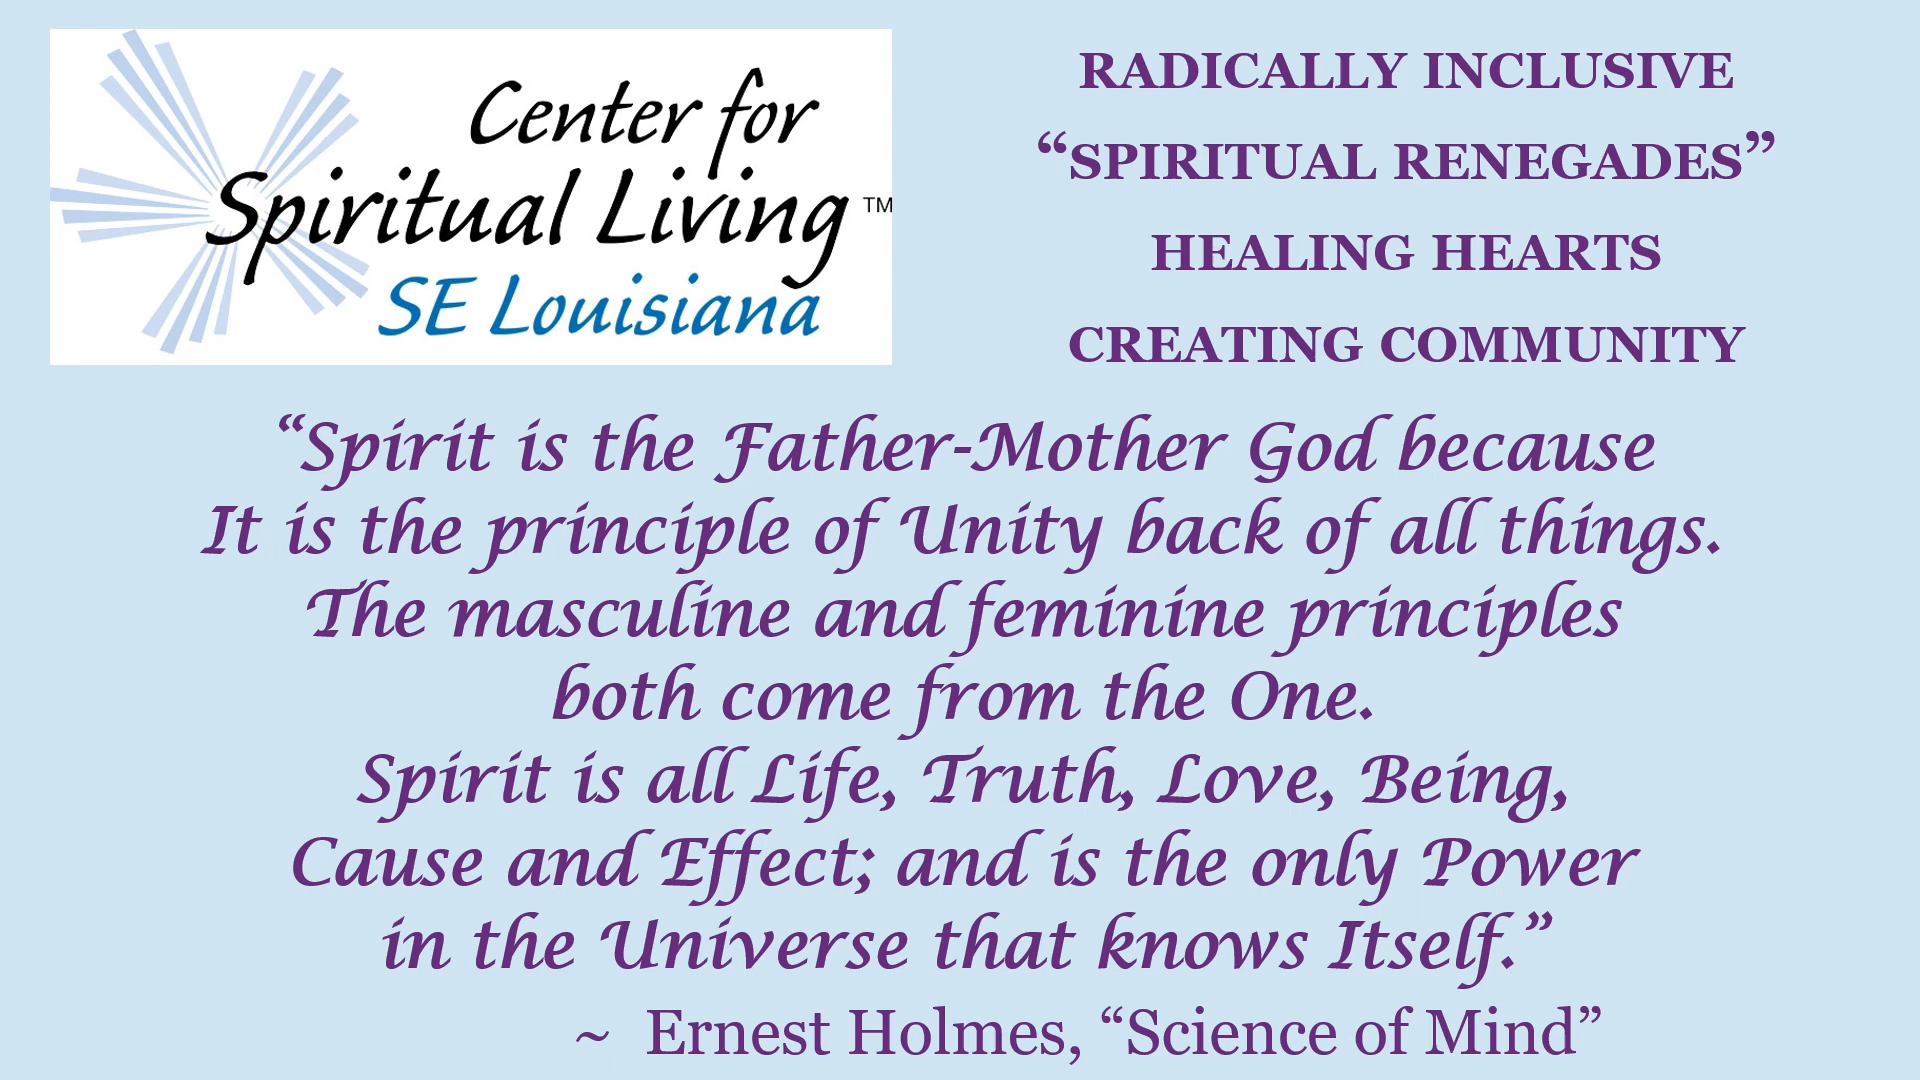 Center for
Spiritual Living™
SE Louisiana
RADICALLY INCLUSIVE
“SPIRITUAL RENEGADES”
HEALING HEARTS
CREATING COMMUNITY
“Spirit is the Father-Mother God because
It is the principle of Unity back of all things.
The masculine and feminine principles
both come from the One.
Spirit is all Life, Truth, Love, Being,
Cause and Effect; and is the only Power
in the Universe that knows Itself.”
~ Ernest Holmes, “Science of Mind”